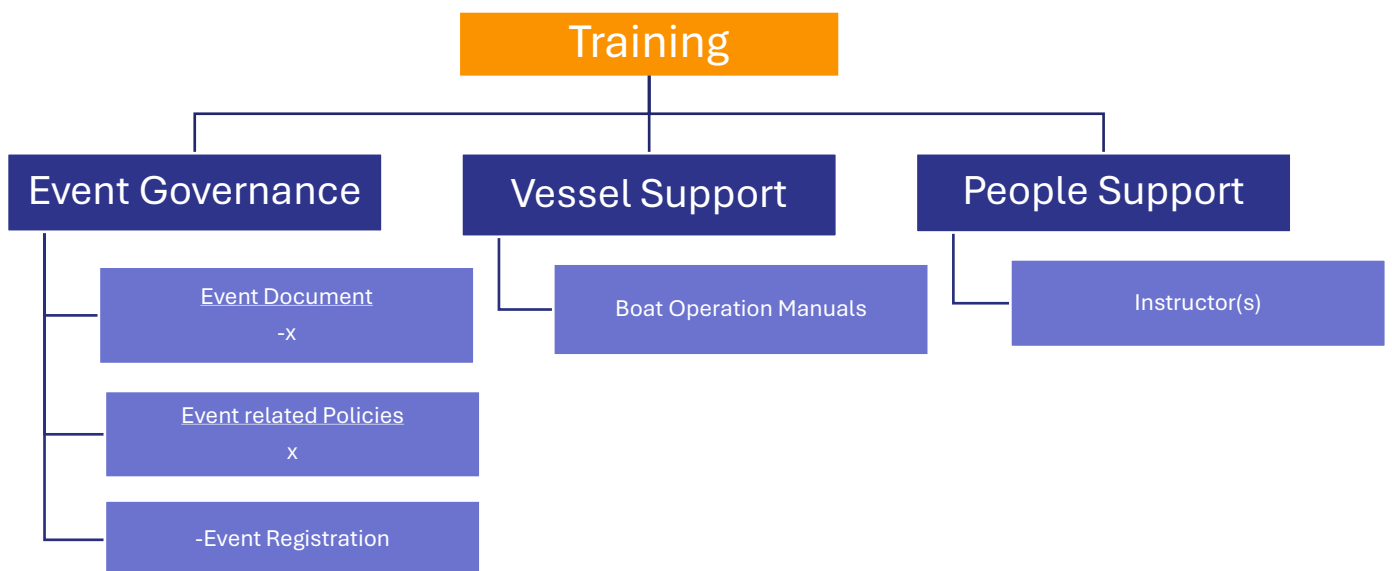 Training
Event Governance
Vessel Support
People Support
Event Document
-x
Boat Operation Manuals
Instructor(s)
Event related Policies
x
-Event Registration